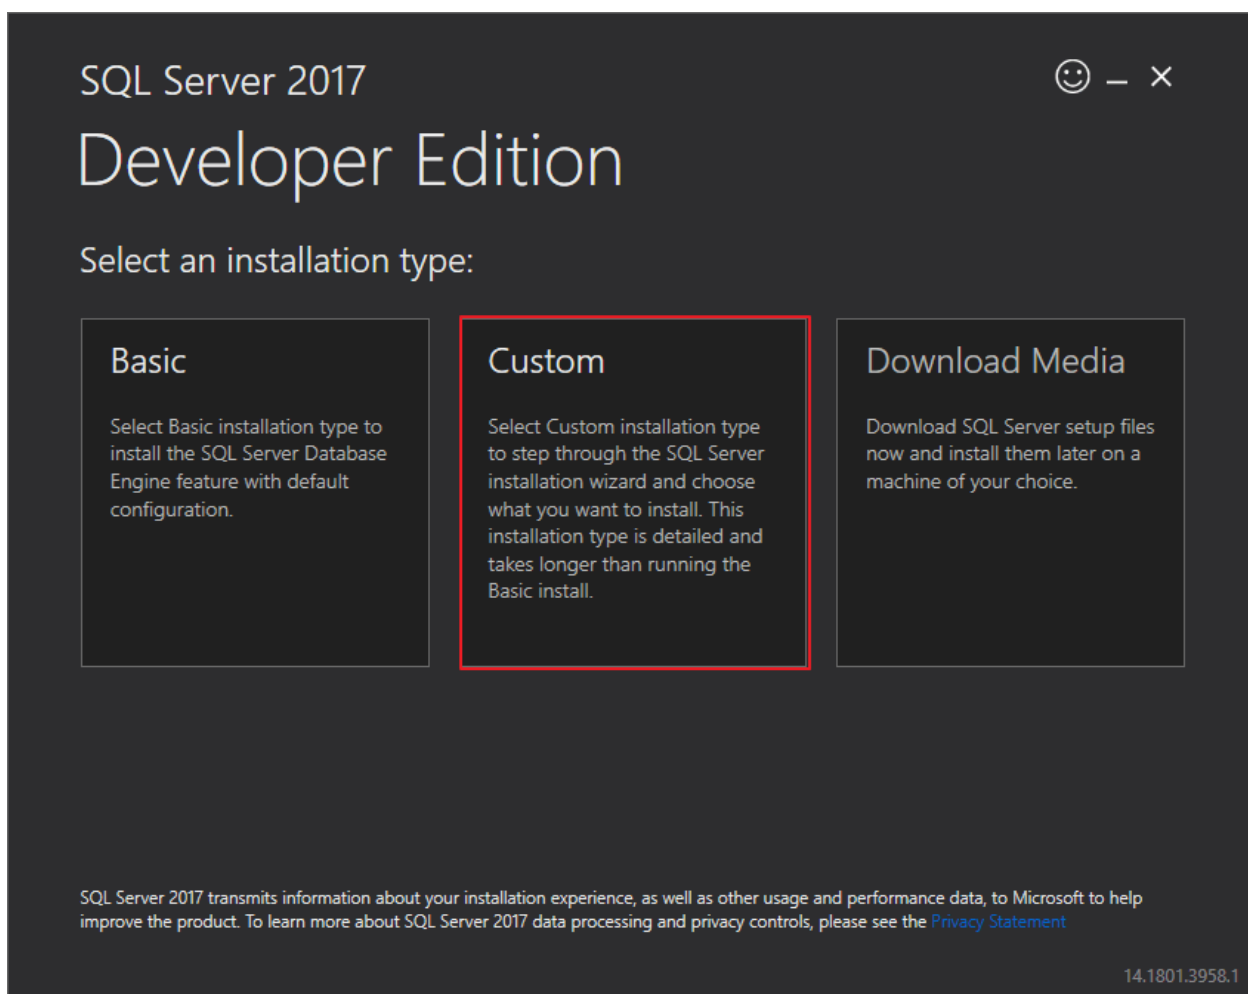 SQL Server 2017
Developer Edition
Select an installation type:
Basic
Select Basic installation type to
install the SQL Server Database
Engine feature with default
configuration.
Custom
Select Custom installation type
to step through the SQL Server
installation wizard and choose
what you want to install. This
installation type is detailed and
takes longer than running the
Basic install.
Download Media
Download SQL Server setup files
now and install them later on a
machine of your choice.
SQL Server 2017 transmits information about your installation experience, as well as other usage and performance data, to Microsoft to help
improve the product. To learn more about SQL Server 2017 data processing and privacy controls, please see the Privacy Statement
14.1801.3958.1